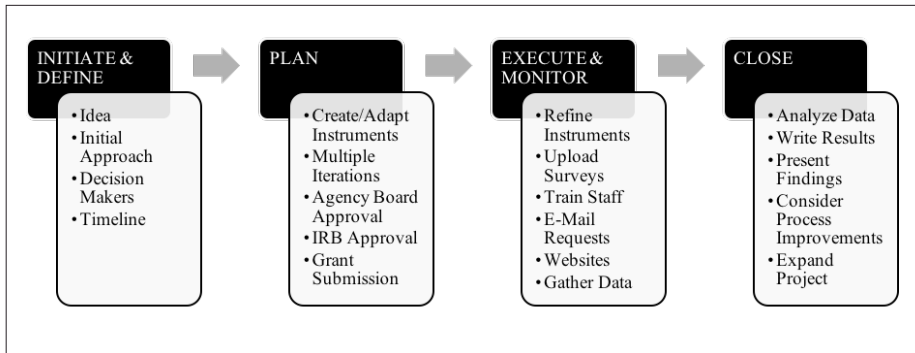 INITIATE &
DEFINE
• Idea
• Initial
Approach
• Decision
Makers
• Timeline
PLAN
• Create/Adapt
Instruments
• Multiple
Iterations
• Agency Board
Approval
• IRB Approval
• Grant
Submission
EXECUTE &
MONITOR
• Refine
Instruments
• Upload
Surveys
• Train Staff
• E-Mail
Requests
• Websites
• Gather Data
CLOSE
• Analyze Data
• Write Results
• Present
Findings
• Consider
Process
Improvements
• Expand
Project